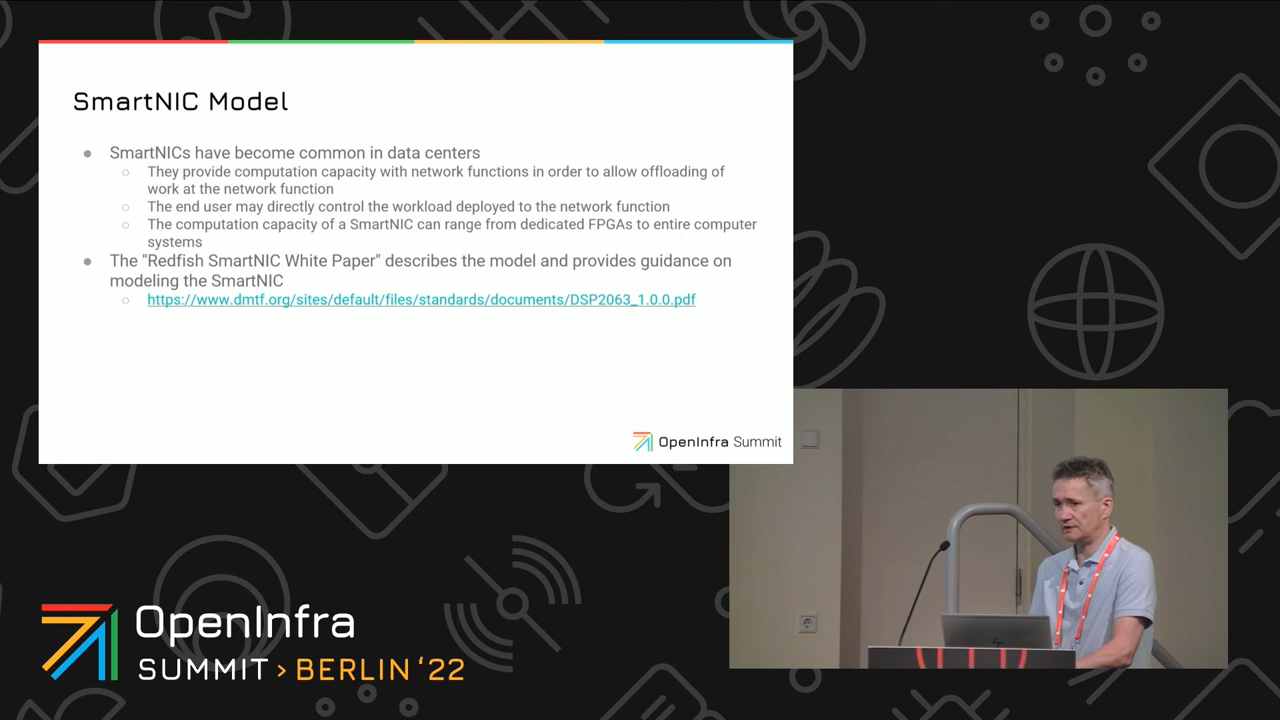 SmartNIC Model
● SmartNICs have become common in data centers
○ They provide computation capacity with network functions in order to allow offloading of
work at the network function
○ The end user may directly control the workload deployed to the network function
○ The computation capacity of a SmartNIC can range from dedicated FPGAs to entire computer
systems
● The "Redfish SmartNIC White Paper" describes the model and provides guidance on
modeling the SmartNIC
○ https://www.dmtf.org/sites/default/files/standards/documents/DSP2063_1.0.0.pdf
OpenInfra Summit
OpenInfra
SUMMIT > BERLIN ‘22